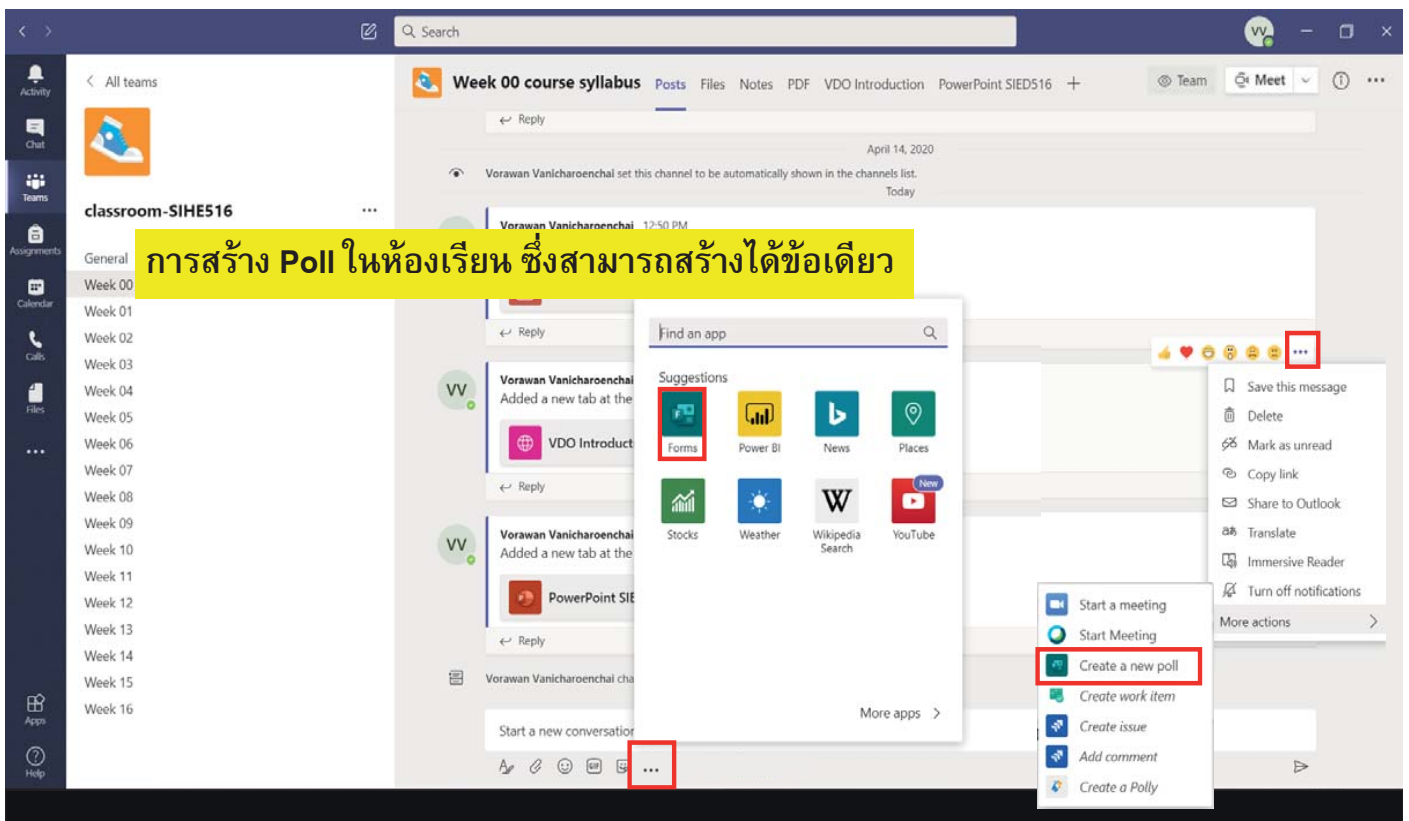 Search
VV
Activity
Chat
Teams
Assignments
Calendar
Calls
Files
Apps
Help
All teams
classroom-SIHE516
General
Week 00
Week 01
Week 02
Week 03
Week 04
Week 05
Week 06
Week 07
Week 08
Week 09
Week 10
Week 11
Week 12
Week 13
Week 14
Week 15
Week 16
Week 00 course syllabus Posts Files Notes PDF VDO Introduction PowerPoint SIED516 +
Team
Meet
Reply
April 14, 2020
Vorawan Vanicharoenchai set this channel to be automatically shown in the channels list.
Today
Vorawan Vanicharoenchai 12:50 PM
การสร้าง Poll ในห้องเรียน ซึ่งสามารถสร้างได้ข้อเดียว
Reply
VV
Vorawan Vanicharoenchai
Added a new tab at the
VDO Introduct
Reply
VV
Vorawan Vanicharoenchai
Added a new tab at the
PowerPoint SIE
Reply
Vorawan Vanicharoenchai cha
Start a new conversation
GIF
Find an app
Suggestions
Forms
Power BI
News
Places
Stocks
Weather
Wikipedia
Search
New
YouTube
More apps
Save this message
Delete
Mark as unread
Copy link
Share to Outlook
Translate
Immersive Reader
Turn off notifications
More actions
Start a meeting
Start Meeting
Create a new poll
Create work item
Create issue
Add comment
Create a Polly